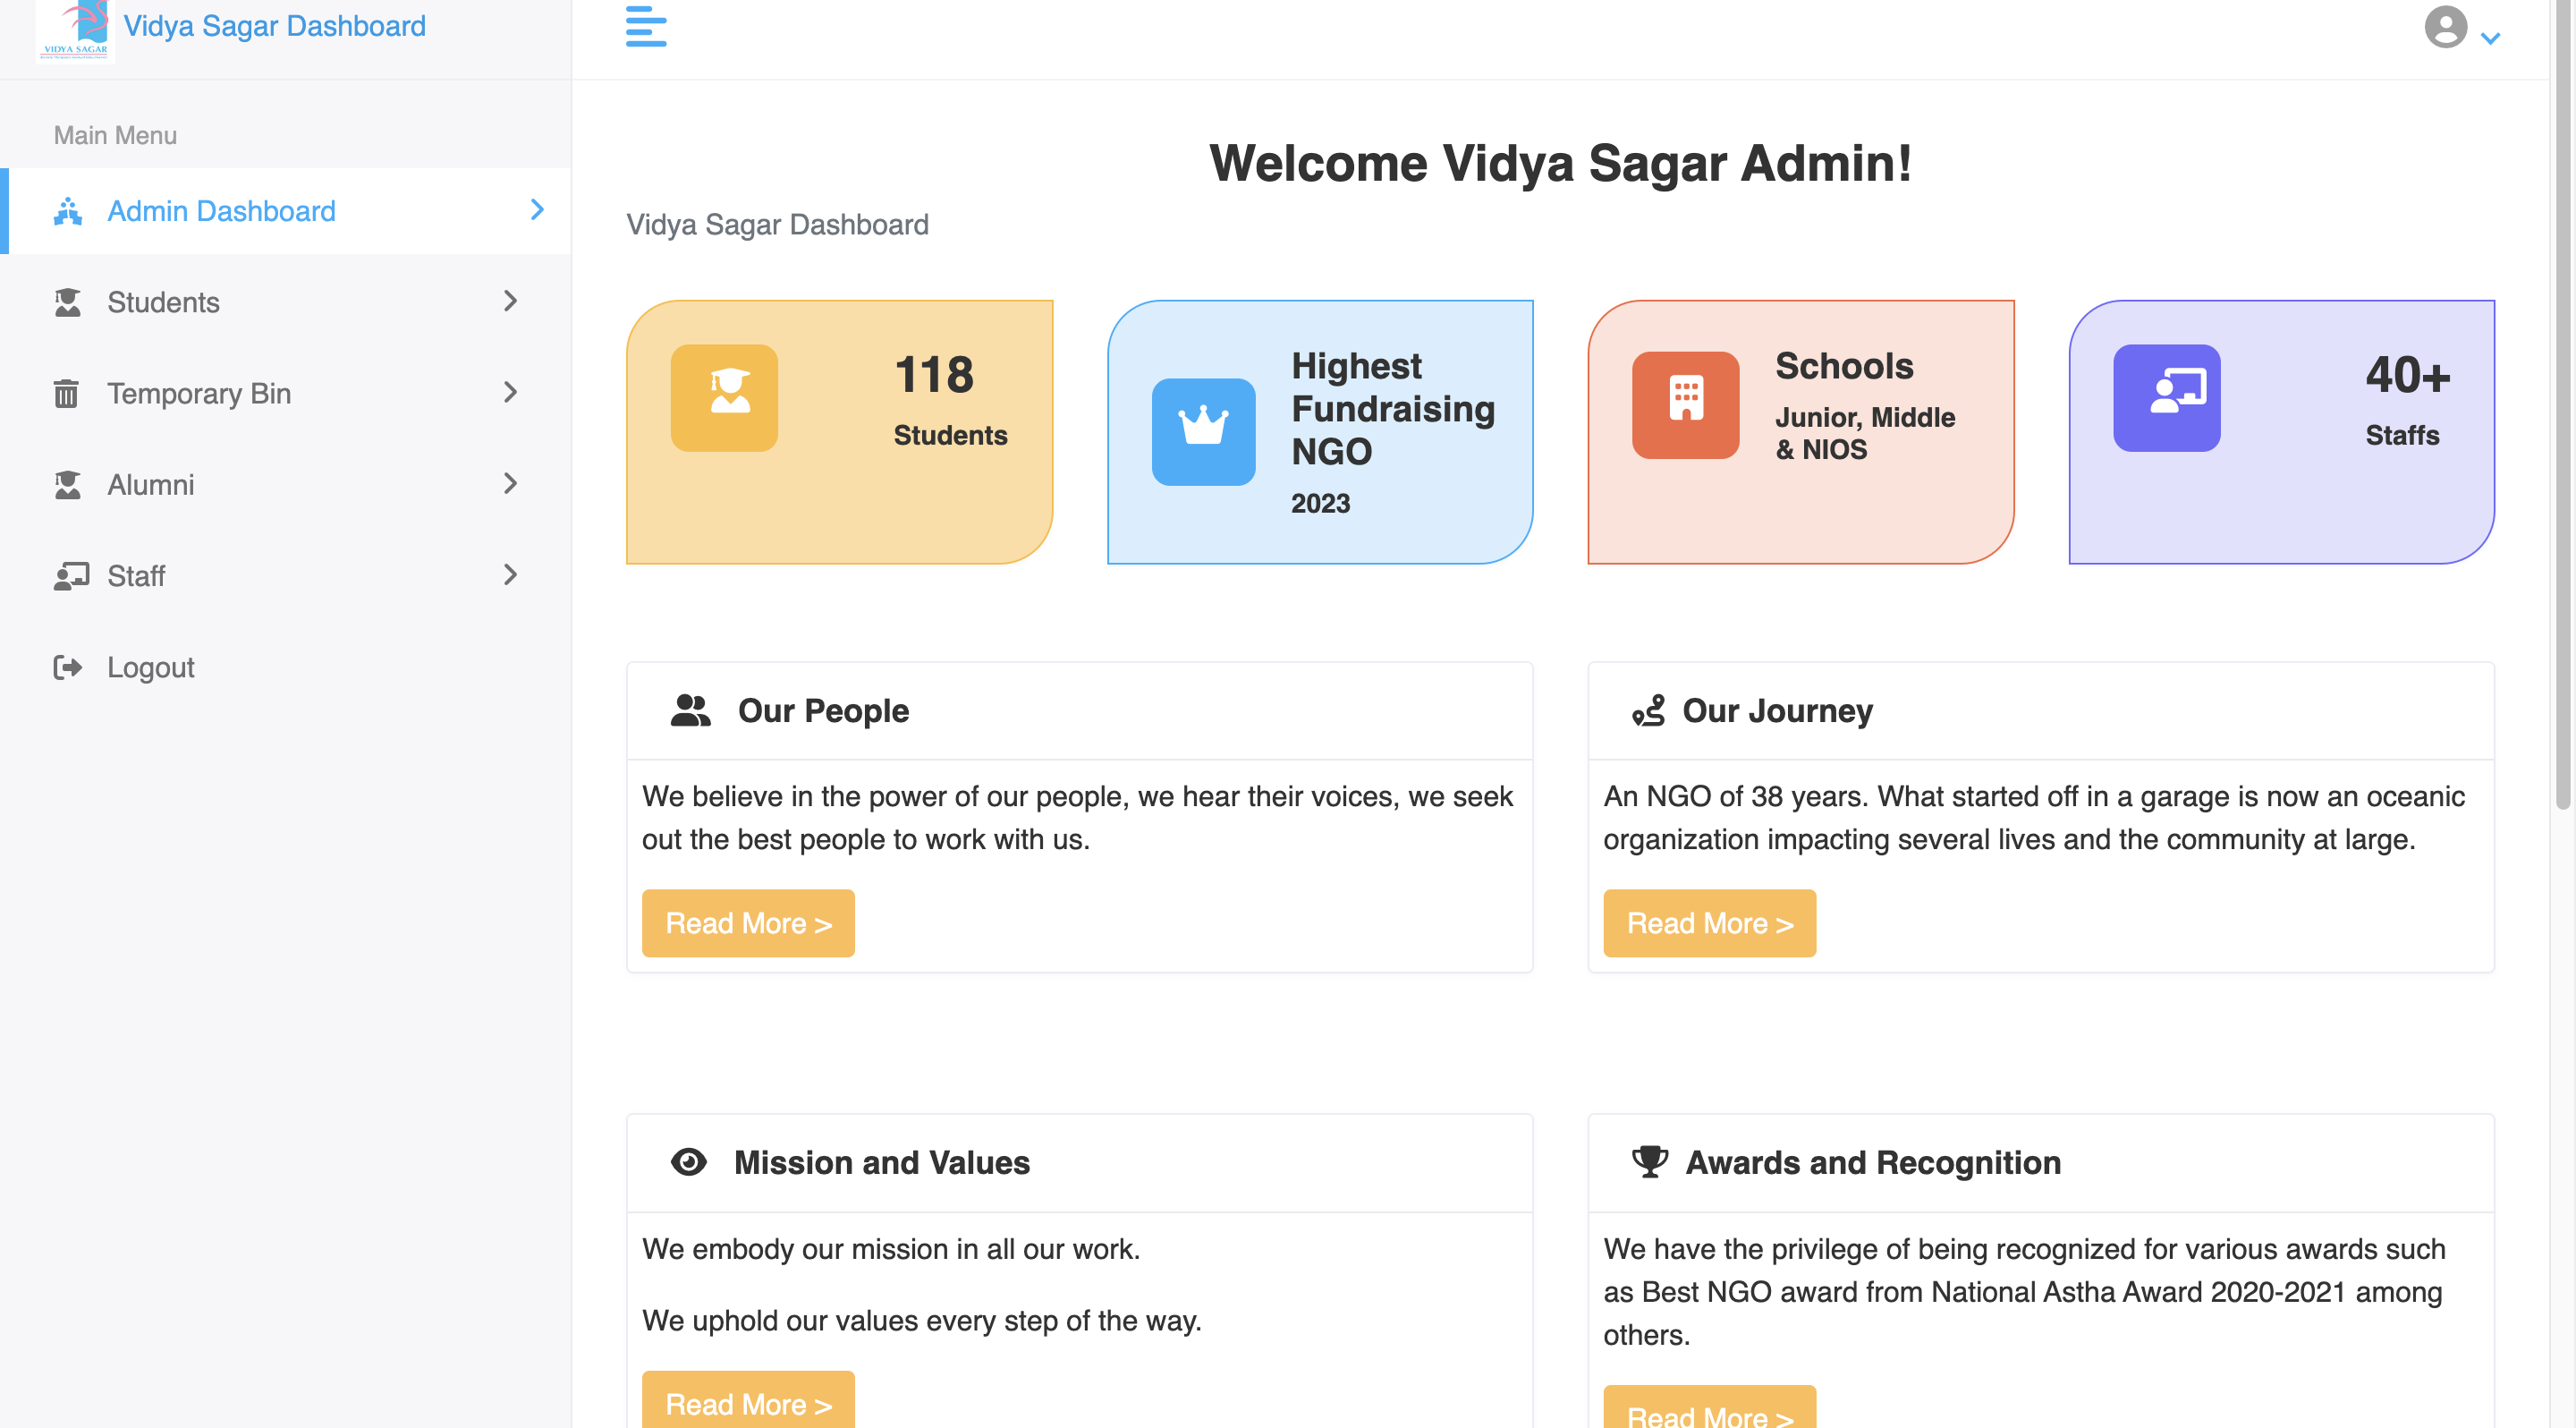 VIDYA SAGAR
Vidya Sagar Dashboard
Main Menu
Admin Dashboard
Students
Temporary Bin
Alumni
Staff
Logout
Welcome Vidya Sagar Admin!
Vidya Sagar Dashboard
118
Students
Highest
Fundraising
NGO
2023
Schools
Junior, Middle
& NIOS
40+
Staffs
Our People
We believe in the power of our people, we hear their voices, we seek
out the best people to work with us.
Read More >
Our Journey
An NGO of 38 years. What started off in a garage is now an oceanic
organization impacting several lives and the community at large.
Read More >
Mission and Values
We embody our mission in all our work.
We uphold our values every step of the way.
Read More >
Awards and Recognition
We have the privilege of being recognized for various awards such
as Best NGO award from National Astha Award 2020-2021 among
others.
Read More >